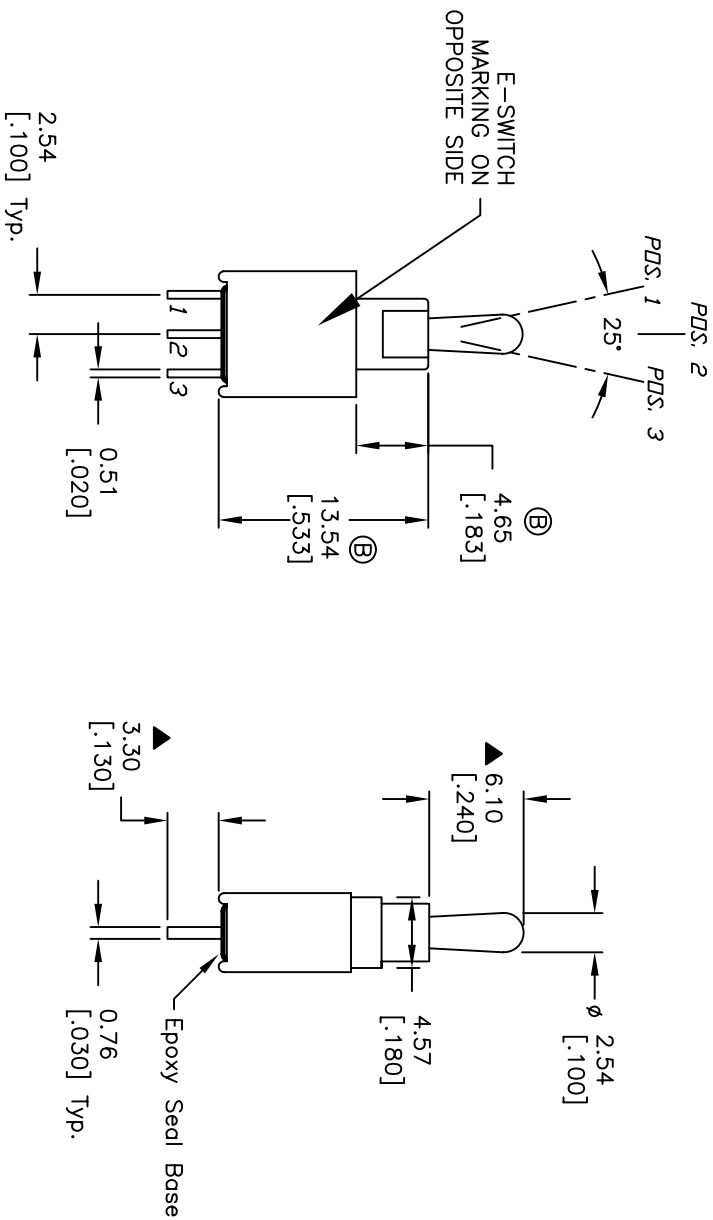 POS. 1
POS. 2
POS. 3
25°
E-SWITCH
MARKING ON
OPPOSITE SIDE
B
4.65
[.183]
13.54
[.533]
B
1
2
3
2.54
[.100] Typ.
0.51
[.020]
ø 2.54
[.100]
6.10
[.240]
4.57
[.180]
3.30
[.130]
Epoxy Seal Base
0.76
[.030] Typ.